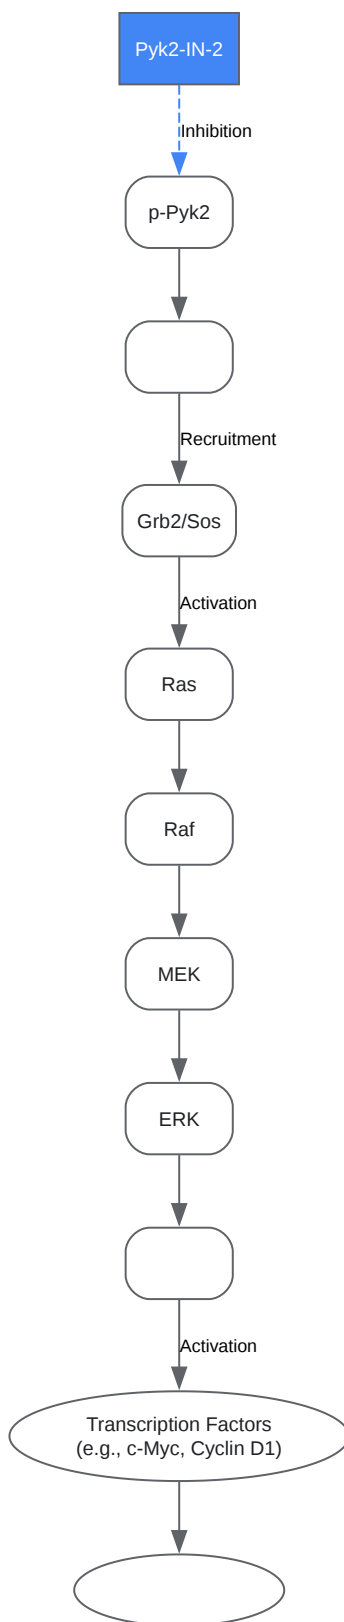 Pyk2-IN-2
Inhibition
p-Pyk2
Recruitment
Grb2/Sos
Activation
Ras
Raf
MEK
ERK
Activation
Transcription Factors
(e.g., c-Myc, Cyclin D1)